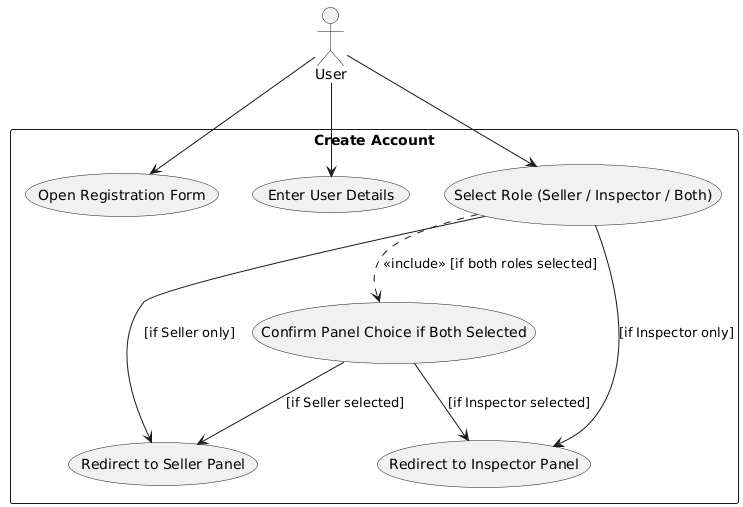 User
Create Account
Open Registration Form
Enter User Details
Select Role (Seller / Inspector / Both)
«include» [if both roles selected]
[if Seller only]
[if Inspector only]
Confirm Panel Choice if Both Selected
[if Seller selected]
[if Inspector selected]
Redirect to Seller Panel
Redirect to Inspector Panel